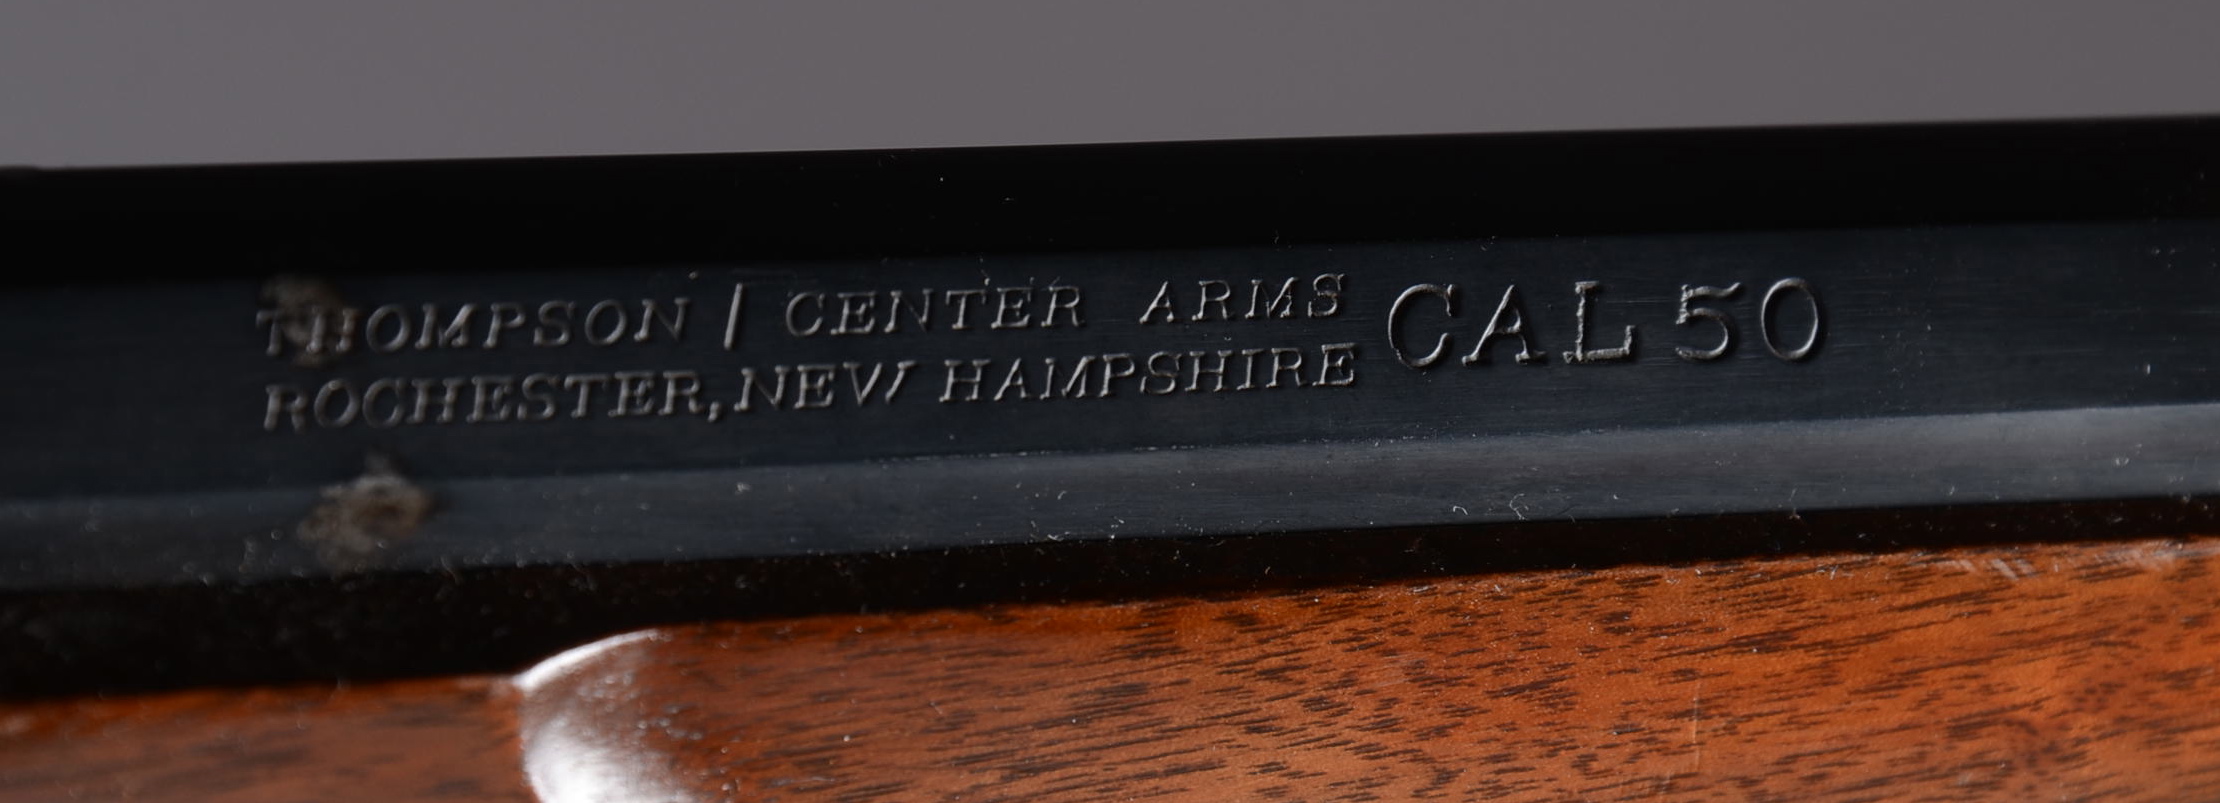 THOMPSON / CENTER ARMS CAL 50
ROCHESTER, NEW HAMPSHIRE